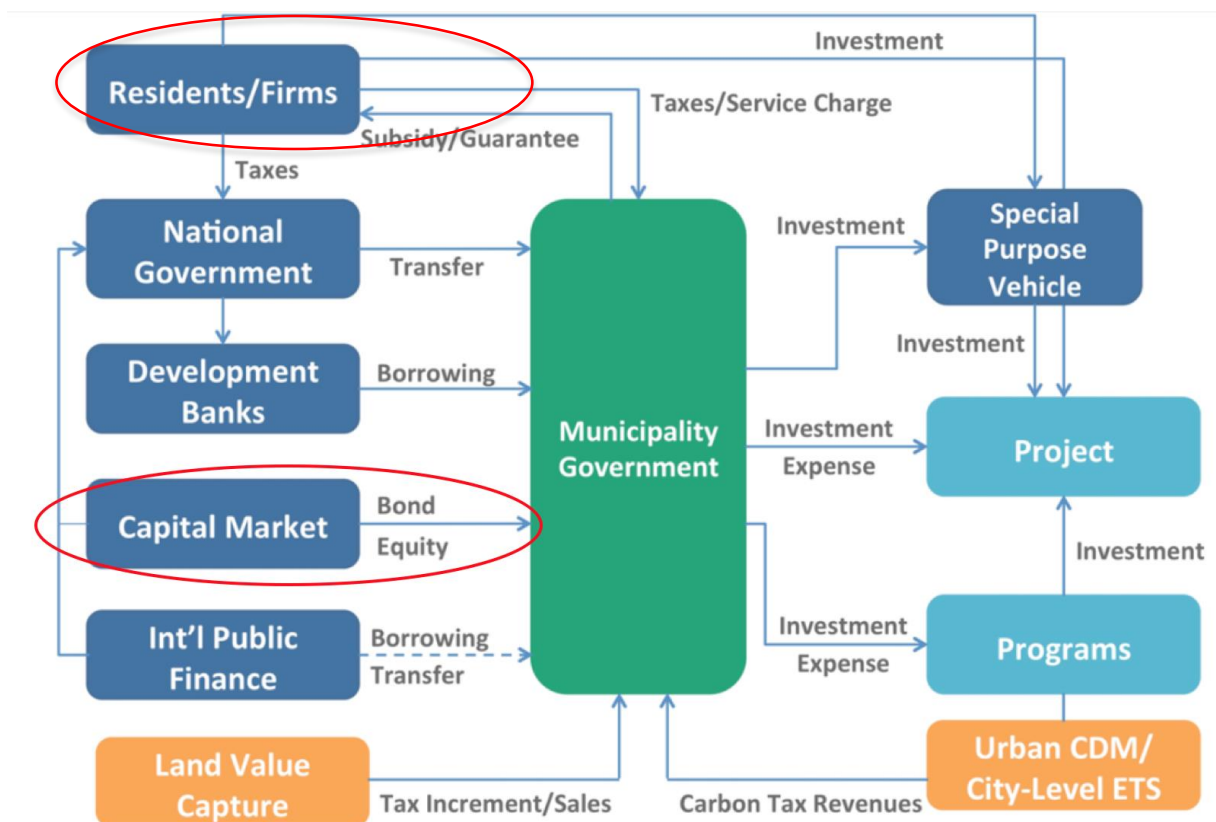 Investment
Residents/Firms
Taxes/Service Charge
Subsidy/Guarantee
Taxes
National
Government
Transfer
Investment
Special
Purpose
Vehicle
Investment
Development
Banks
Borrowing
Municipality
Government
Investment
Expense
Project
Capital Market
Bond
Equity
Investment
Int'l Public
Finance
Borrowing
Transfer
Investment
Expense
Programs
Land Value
Capture
Tax Increment/Sales
Carbon Tax Revenues
Urban CDM/
City-Level ETS